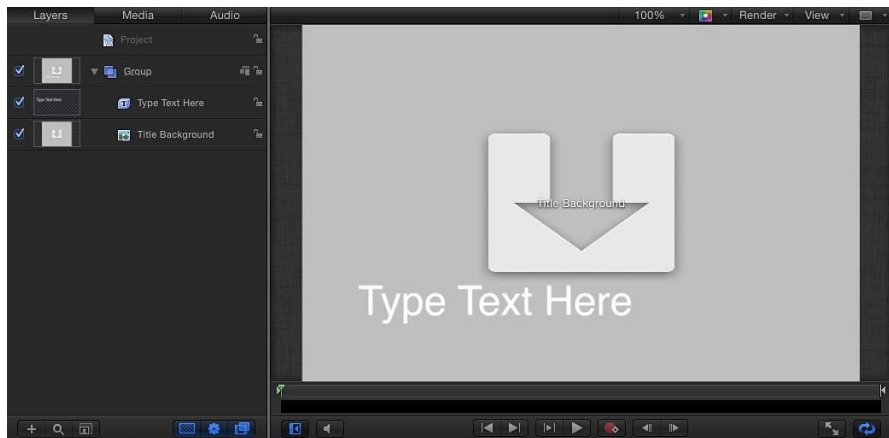 Layers Media Audio
100% Render View
Project
Group
Type Text Here
Title Background
Title Background
Type Text Here